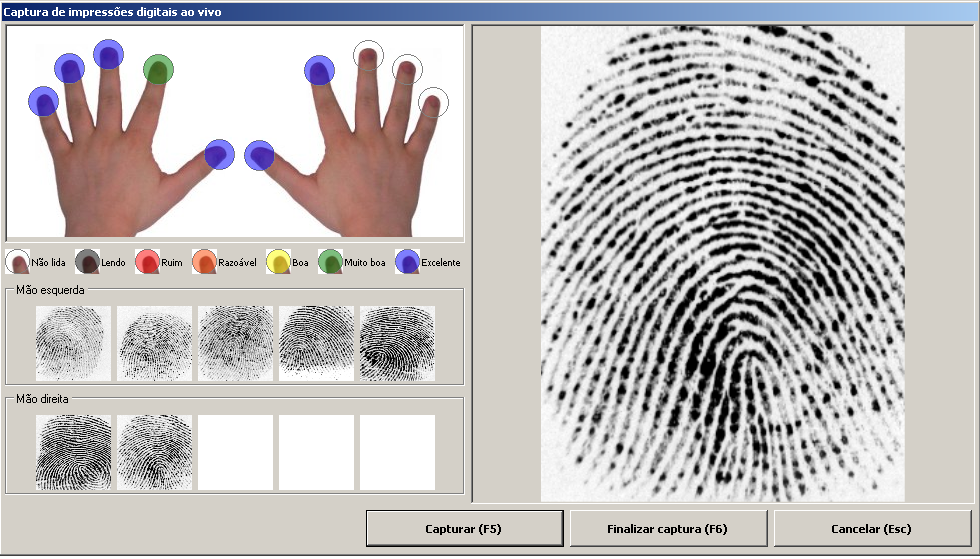 Captura de impressões digitais ao vivo
Não lida Lendo Ruim Razoável Boa Muito boa Excelente
Mão esquerda
Mão direita
Capturar (F5) Finalizar captura (F6) Cancelar (Esc)